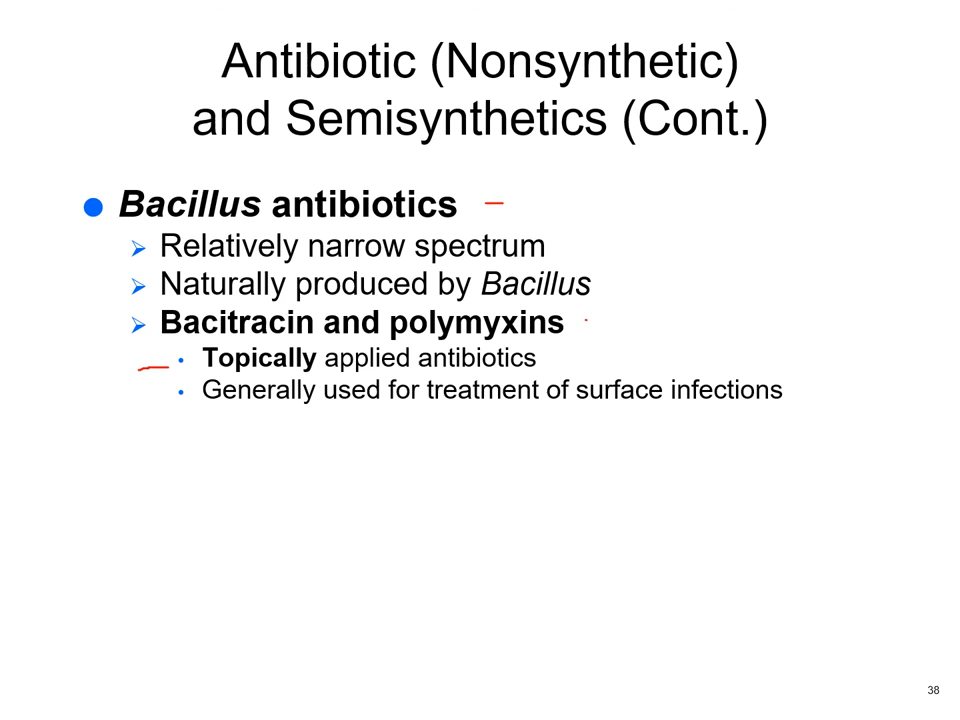 Antibiotic (Nonsynthetic)
and Semisynthetics (Cont.)
Bacillus antibiotics
Relatively narrow spectrum
Naturally produced by Bacillus
Bacitracin and polymyxins
Topically applied antibiotics
Generally used for treatment of surface infections
38